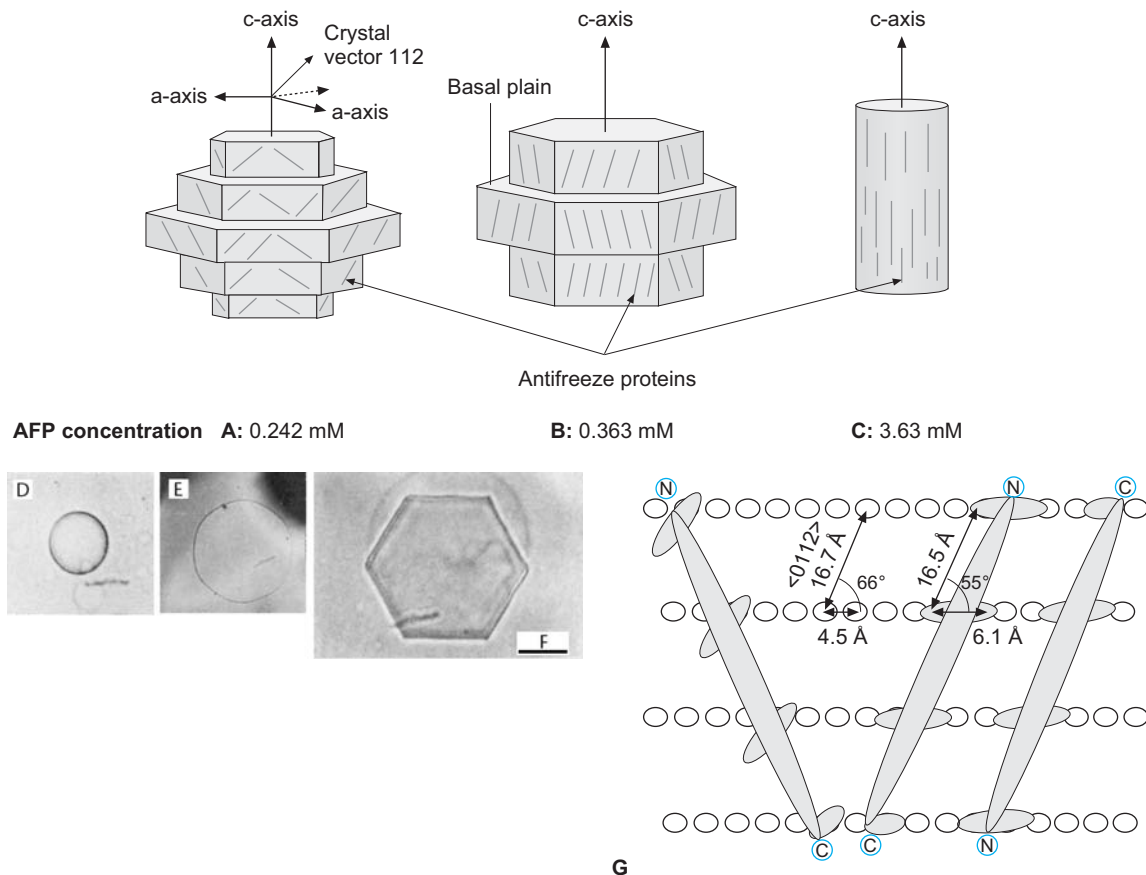 c-axis
Crystal
vector 112
a-axis
a-axis
c-axis
Basal plain
c-axis
Antifreeze proteins
AFP concentration A: 0.242 mM B: 0.363 mM C: 3.63 mM
D
E
F
N
N
C
<0112>
16.7 Å
66°
4.5 Å
16.5 Å
55°
6.1 Å
C
C
N
G